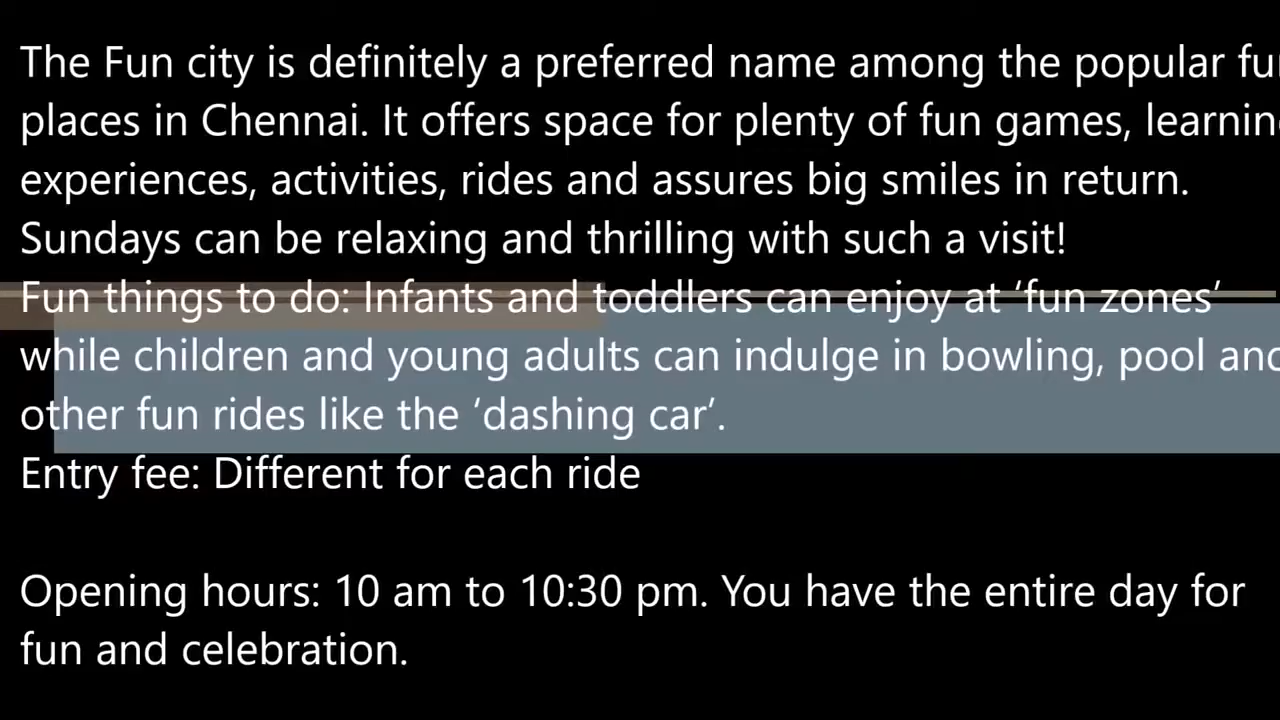 The Fun city is definitely a preferred name among the popular fu
places in Chennai. It offers space for plenty of fun games, learnin
experiences, activities, rides and assures big smiles in return.
Sundays can be relaxing and thrilling with such a visit!
Fun things to do: Infants and toddlers can enjoy at ‘fun zones’
while children and young adults can indulge in bowling, pool and
other fun rides like the ‘dashing car’.
Entry fee: Different for each ride
Opening hours: 10 am to 10:30 pm. You have the entire day for
fun and celebration.